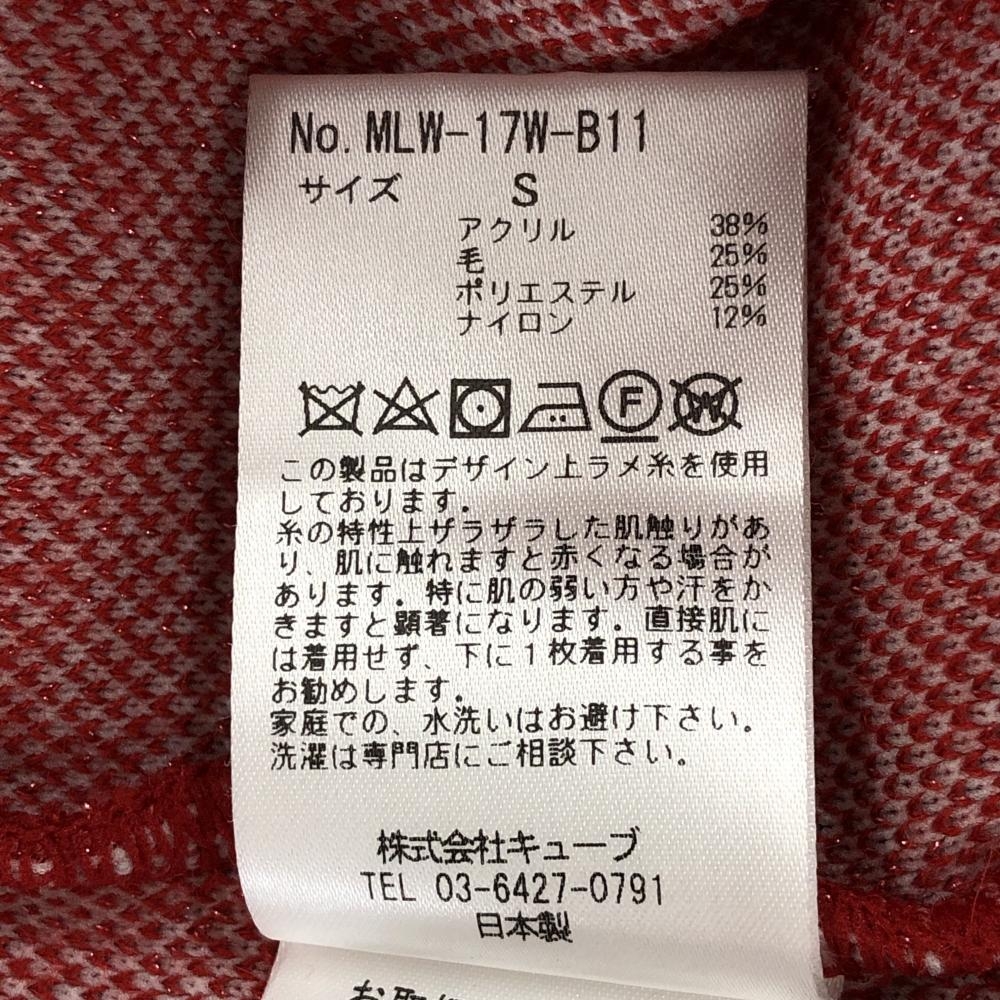 No. MLW-17W-B11
サイズ S
アクリル 38%
毛 25%
ポリエステル 25%
ナイロン 12%
F W
この製品はデザイン上ラメ糸を使用
しております。
糸の特性上ザラザラした肌触りがあ
り、肌に触れますと赤くなる場合が
あります。特に肌の弱い方や汗をか
きますと顕著になります。直接肌に
は着用せず、下に1枚着用する事を
お勧めします。
家庭での、水洗いはお避け下さい。
洗濯は専門店にご相談下さい。
株式会社キューブ
TEL 03-6427-0791
日本製